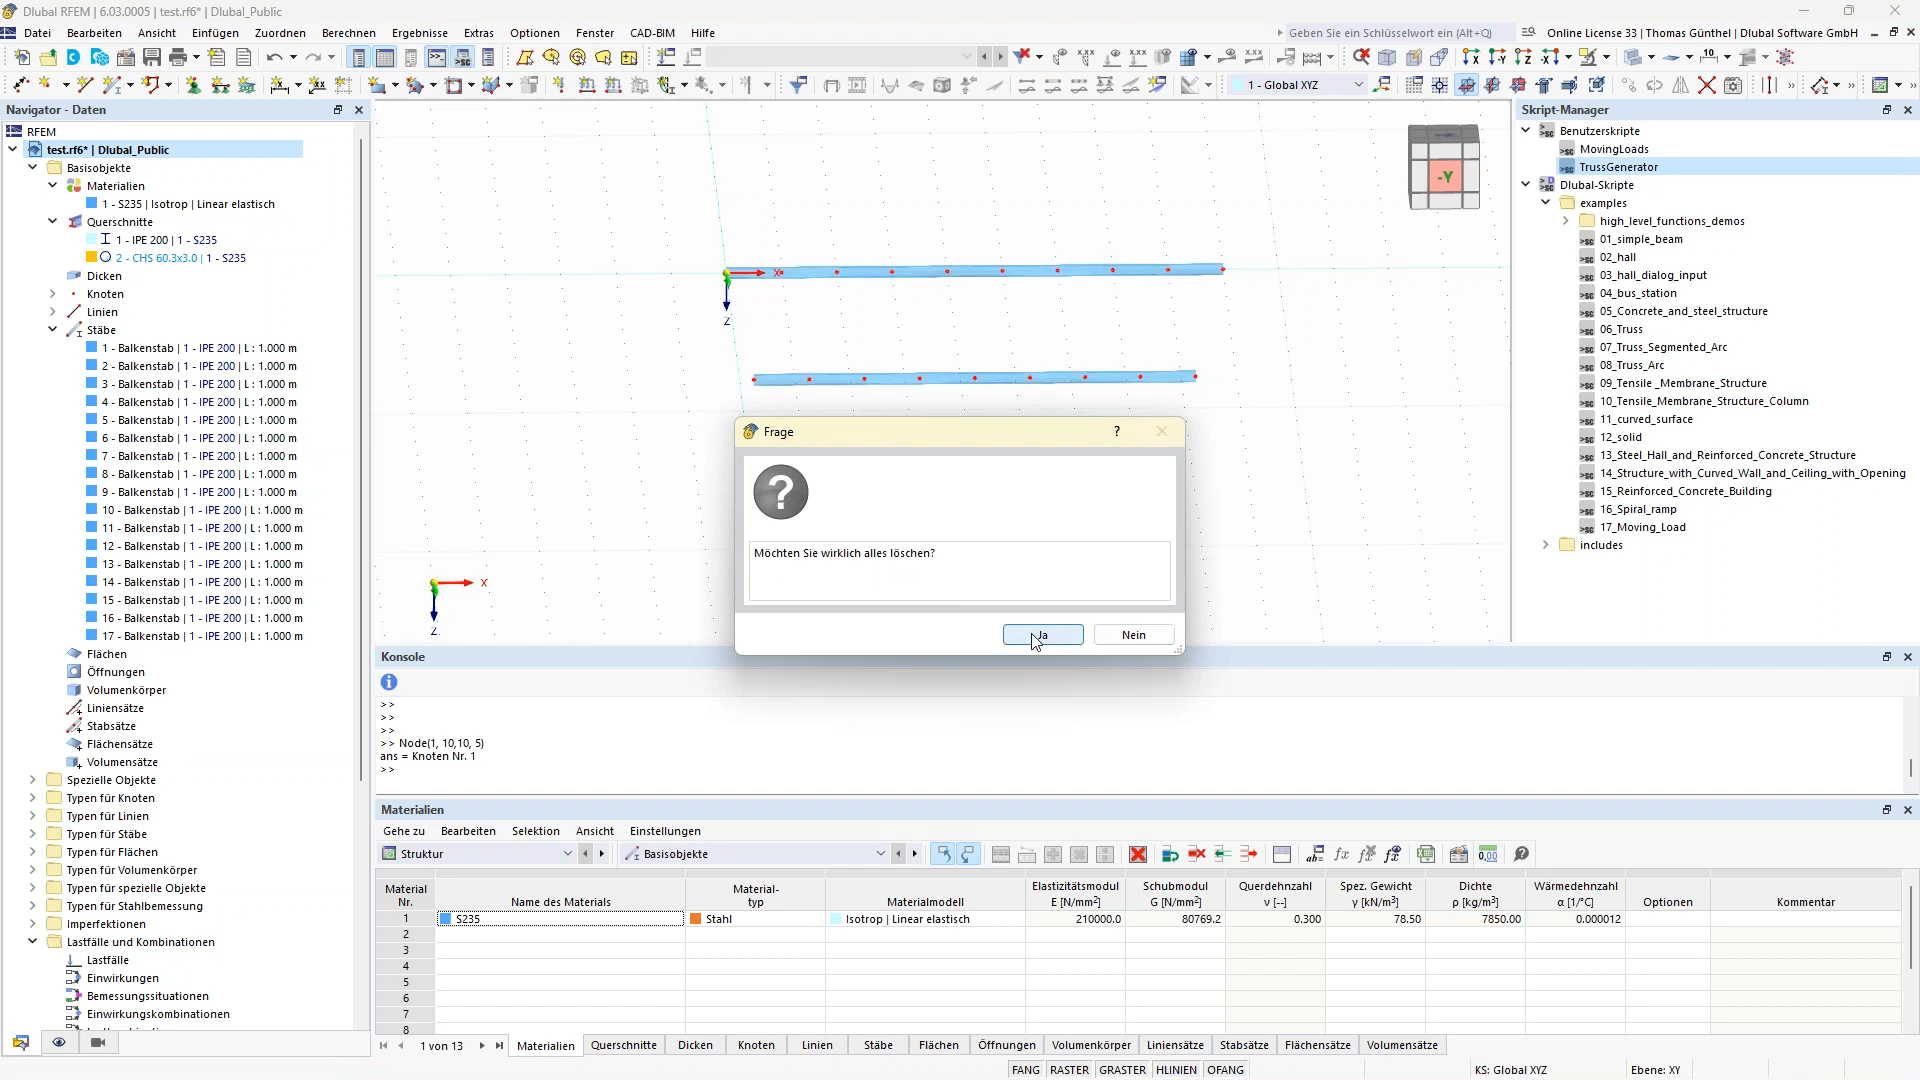 Dlubal RFEM | 6.03.0005 | test.rf6* | Dlubal_Public
Datei Bearbeiten Ansicht Einfügen Zuordnen Berechnen Ergebnisse Extras Optionen Fenster CAD-BIM Hilfe
Geben Sie ein Schlüsselwort ein (Alt+Q)
Online License 33 | Thomas Günthel | Dlubal Software GmbH
1 - Global XYZ
Navigator - Daten
RFEM
test.rf6* | Dlubal_Public
Basisobjekte
Materialien
1 - S235 | Isotrop | Linear elastisch
Querschnitte
1 - IPE 200 | 1 - S235
2 - CHS 60.3x3.0 | 1 - S235
Dicken
Knoten
Linien
Stäbe
1 - Balkenstab | 1 - IPE 200 | L : 1.000 m
2 - Balkenstab | 1 - IPE 200 | L : 1.000 m
3 - Balkenstab | 1 - IPE 200 | L : 1.000 m
4 - Balkenstab | 1 - IPE 200 | L : 1.000 m
5 - Balkenstab | 1 - IPE 200 | L : 1.000 m
6 - Balkenstab | 1 - IPE 200 | L : 1.000 m
7 - Balkenstab | 1 - IPE 200 | L : 1.000 m
8 - Balkenstab | 1 - IPE 200 | L : 1.000 m
9 - Balkenstab | 1 - IPE 200 | L : 1.000 m
10 - Balkenstab | 1 - IPE 200 | L : 1.000 m
11 - Balkenstab | 1 - IPE 200 | L : 1.000 m
12 - Balkenstab | 1 - IPE 200 | L : 1.000 m
13 - Balkenstab | 1 - IPE 200 | L : 1.000 m
14 - Balkenstab | 1 - IPE 200 | L : 1.000 m
15 - Balkenstab | 1 - IPE 200 | L : 1.000 m
16 - Balkenstab | 1 - IPE 200 | L : 1.000 m
17 - Balkenstab | 1 - IPE 200 | L : 1.000 m
Flächen
Öffnungen
Volumenkörper
Liniensätze
Stabsätze
Flächensätze
Volumensätze
Spezielle Objekte
Typen für Knoten
Typen für Linien
Typen für Stäbe
Typen für Flächen
Typen für Volumenkörper
Typen für spezielle Objekte
Typen für Stahlbemessung
Imperfektionen
Lastfälle und Kombinationen
Lastfälle
Einwirkungen
Bemessungssituationen
Einwirkungskombinationen
X
Z
-Y
X
Z
Frage
?
Möchten Sie wirklich alles löschen?
Ja Nein
Skript-Manager
Benutzerskripte
MovingLoads
TrussGenerator
Dlubal-Skripte
examples
high_level_functions_demos
01_simple_beam
02_hall
03_hall_dialog_input
04_bus_station
05_Concrete_and_steel_structure
06_Truss
07_Truss_Segmented_Arc
08_Truss_Arc
09_Tensile _Membrane_Structure
10_Tensile_Membrane_Structure_Column
11_curved_surface
12_solid
13_Steel_Hall_and_Reinforced_Concrete_Structure
14_Structure_with_Curved_Wall_and_Ceiling_with_Opening
15_Reinforced_Concrete_Building
16_Spiral_ramp
17_Moving_Load
includes
Konsole
>>
>>
>>
>> Node(1, 10,10, 5)
ans = Knoten Nr. 1
>>
Materialien
Gehe zu Bearbeiten Selektion Ansicht Einstellungen
Struktur Basisobjekte
Material Nr. Name des Materials Material-typ Materialmodell Elastizitätsmodul E [N/mm²] Schubmodul G [N/mm²] Querdehnzahl ν [--] Spez. Gewicht γ [kN/m³] Dichte ρ [kg/m³] Wärmedehnzahl α [1/°C] Optionen Kommentar
1 S235 Stahl Isotrop | Linear elastisch 210000.0 80769.2 0.300 78.50 7850.00 0.000012
2
3
4
5
6
7
8
1 von 13 Materialien Querschnitte Dicken Knoten Linien Stäbe Flächen Öffnungen Volumenkörper Liniensätze Stabsätze Flächensätze Volumensätze
FANG RASTER GRASTER HLINIEN OFANG KS: Global XYZ Ebene: XY